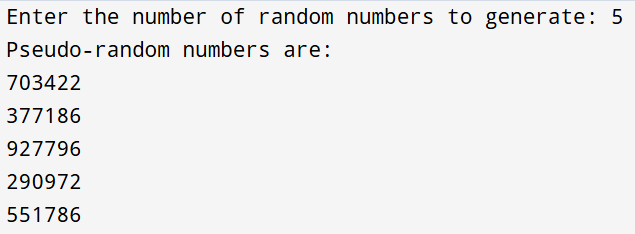 Enter the number of random numbers to generate: 5
Pseudo-random numbers are:
703422
377186
927796
290972
551786